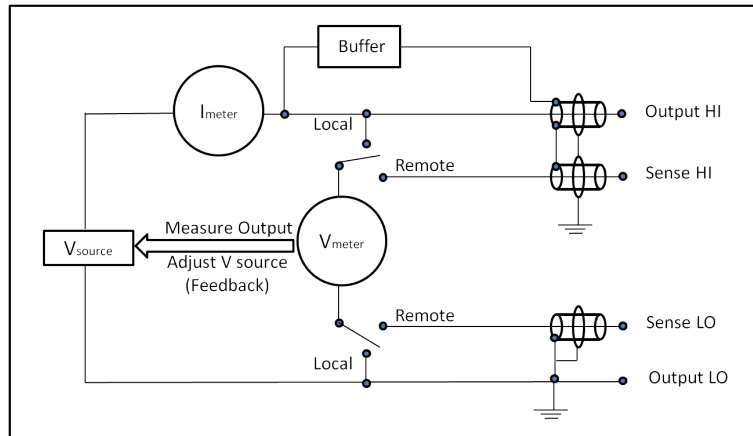 Buffer
Imeter
Local
Output HI
Remote
Sense HI
Measure Output
Vsource
Vmeter
Adjust V source
(Feedback)
Remote
Sense LO
Local
Output LO